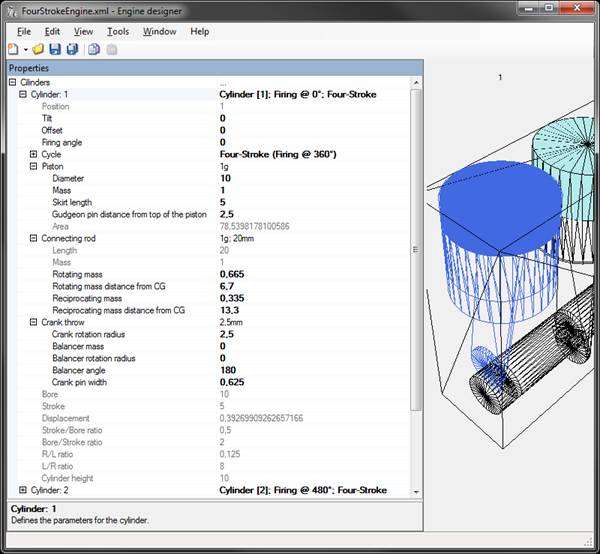 FourStrokeEngine.xml - Engine designer
File Edit View Tools Window Help
Properties
Cilinders ...
Cylinder: 1 Cylinder [1]; Firing @ 0°; Four-Stroke
Position 1
Tilt 0
Offset 0
Firing angle 0
Cycle Four-Stroke (Firing @ 360°)
Piston 1g
Diameter 10
Mass 1
Skirt length 5
Gudgeon pin distance from top of the piston 2,5
Area 78,5398178100586
Connecting rod 1g; 20mm
Length 20
Mass 1
Rotating mass 0,665
Rotating mass distance from CG 6,7
Reciprocating mass 0,335
Reciprocating mass distance from CG 13,3
Crank throw 2,5mm
Crank rotation radius 2,5
Balancer mass 0
Balancer rotation radius 0
Balancer angle 180
Crank pin width 0,625
Bore 10
Stroke 5
Displacement 0,39269909262657166
Stroke/Bore ratio 0,5
Bore/Stroke ratio 2
R/L ratio 0,125
L/R ratio 8
Cylinder height 10
Cylinder: 2 Cylinder [2]; Firing @ 480°; Four-Stroke
Cylinder: 1
Defines the parameters for the cylinder.
1